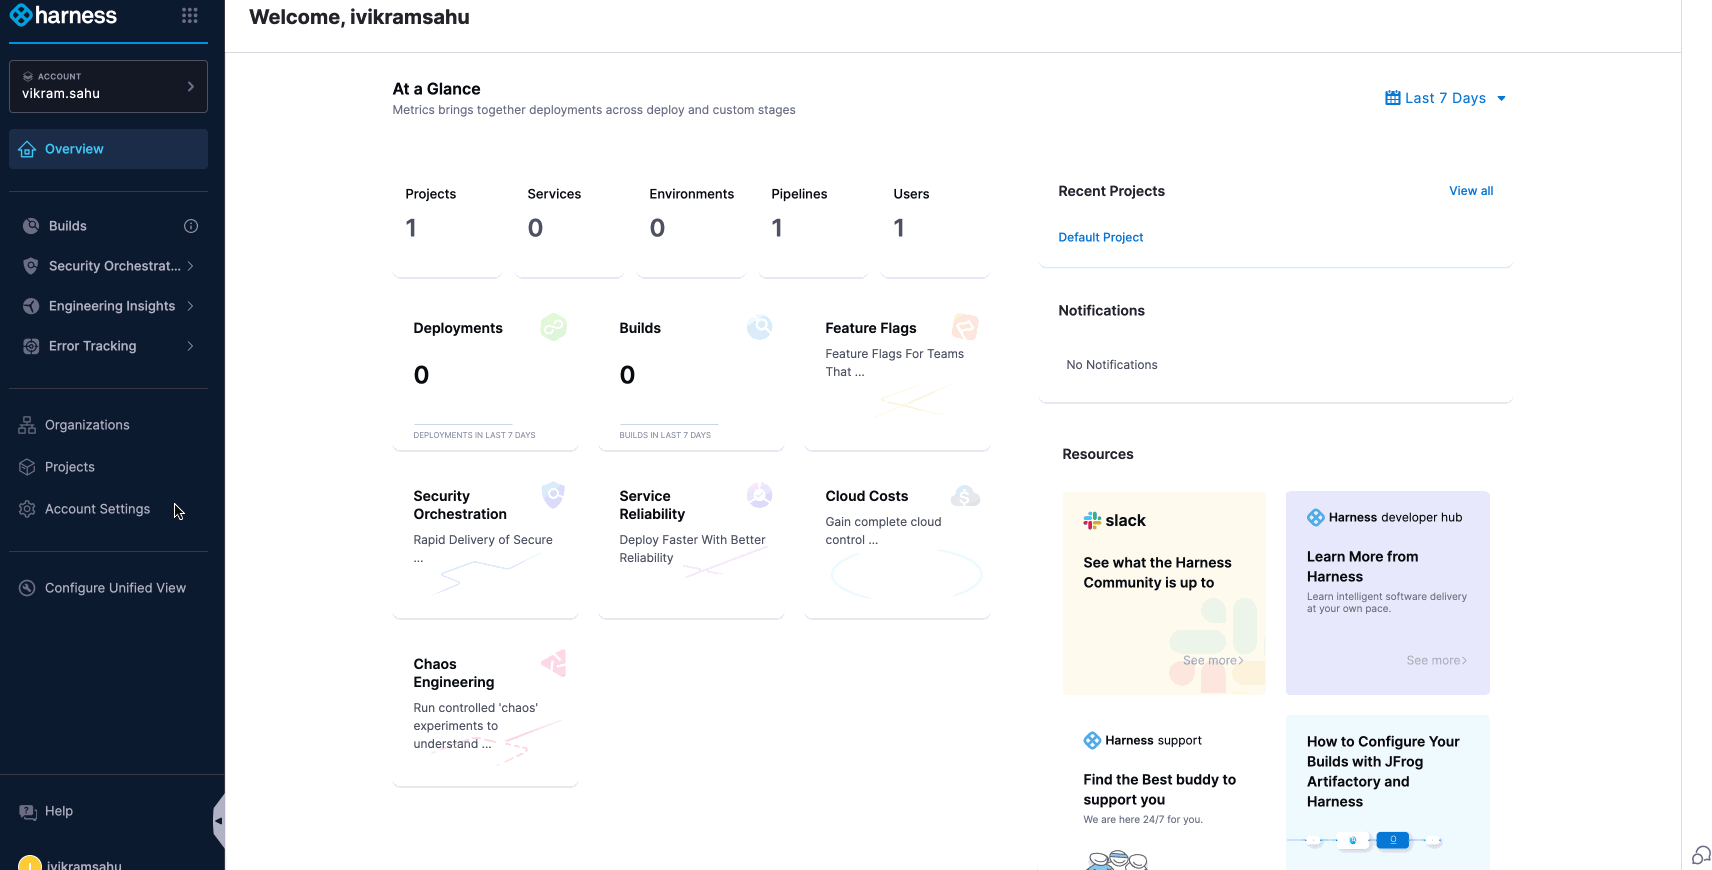 harness
ACCOUNT
vikram.sahu
Overview
Builds
Security Orchestrat...
Engineering Insights
Error Tracking
Organizations
Projects
Account Settings
Configure Unified View
Help
ivikramsahu
Welcome, ivikramsahu
At a Glance
Metrics brings together deployments across deploy and custom stages
Last 7 Days
Projects
1
Services
0
Environments
0
Pipelines
1
Users
1
Deployments
0
DEPLOYMENTS IN LAST 7 DAYS
Builds
0
BUILDS IN LAST 7 DAYS
Feature Flags
Feature Flags For Teams
That ...
Security
Orchestration
Rapid Delivery of Secure
...
Service
Reliability
Deploy Faster With Better
Reliability
Cloud Costs
Gain complete cloud
control ...
Chaos
Engineering
Run controlled 'chaos'
experiments to
understand ...
Recent Projects
View all
Default Project
Notifications
No Notifications
Resources
slack
See what the Harness
Community is up to
See more>
Harness developer hub
Learn More from
Harness
Learn intelligent software delivery
at your own pace.
See more>
Harness support
Find the Best buddy to
support you
We are here 24/7 for you.
How to Configure Your
Builds with JFrog
Artifactory and
Harness